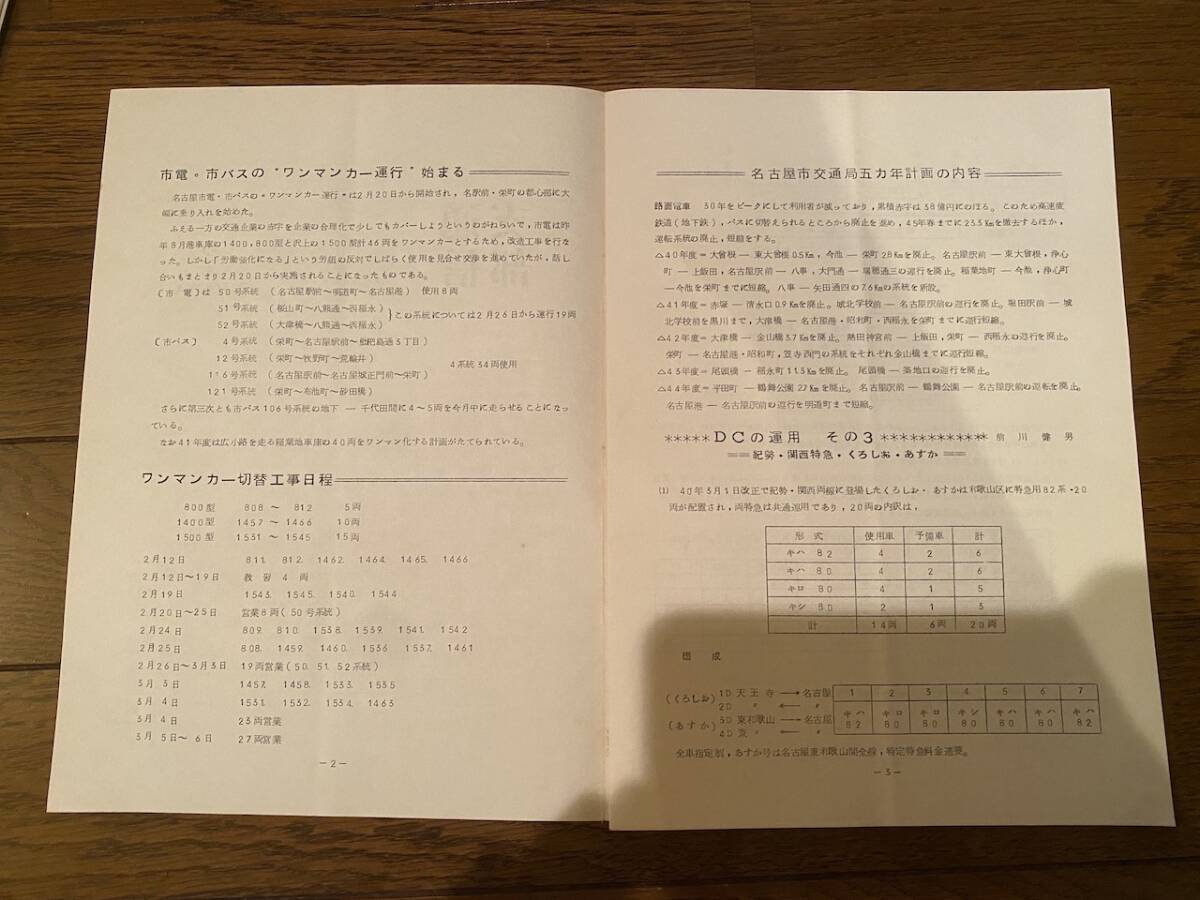 市電。市バスの"ワンマンカー運行"始まる
名古屋市電・市バスの"ワンマンカー運行"は2月20日から開始され、名駅前・栄町の都心部に大
幅に乗り入れを始めた。
ふえる一方の交通企業の赤字を企業の合理化で少しでもカバーしようというのがねらいで、市電は昨
年8月港車庫の1400,800型と沢上の1500型計46両をワンマンカーとするため、改造工事を行な
った。しかし「労働強化になる」という労組の反対でしばらく使用を見合せ交渉を進めていたが、話し
合いもまとまり2月20日から実施されることになったものである。
〔市 電〕は 50号系統 (名古屋駅前〜明道町〜名古屋港) 使用8両
51号系統 (桜山町〜八熊通〜西稲永)
52号系統 (大津橋〜八熊通〜西稲永) }この系統については2月26日から運行19両
〔市バス〕 4号系統 (栄町〜名古屋駅前〜枇杷島通3丁目)
12号系統 (栄町〜牧野町〜荒輪井)
116号系統 (名古屋駅前〜名古屋城正門前〜栄町) 4系統34両使用
121号系統 (栄町〜布池町〜砂田橋)
さらに第三次とも市バス106号系統の地下 — 千代田間に4〜5両を今月中に走らせることになっ
ている。
なお41年度は広小路を走る稲葉地車庫の40両をワンマン化する計画がたてられている。
ワンマンカー切替工事日程
800型 808 〜 812 5両
1400型 1457 〜 1466 10両
1500型 1531 〜 1545 15両
2月12日 811. 812. 1462. 1464. 1465. 1466
2月12日〜19日 教習4両
2月19日 1543. 1545. 1540. 1544
2月20日〜25日 営業8両(50号系統)
2月24日 809. 810. 1538. 1539. 1541. 1542
2月25日 808. 1459. 1460. 1536. 1537. 1461
2月26日〜3月3日 19両営業(50.51.52系統)
3月 3日 1457. 1458. 1533. 1535
3月 4日 1531. 1532. 1534. 1463
3月 4日 23両営業
3月 5日〜 6日 27両営業
—2—
名古屋市交通局五カ年計画の内容
路面電車 30年をピークにして利用者が減っており、累積赤字は38億円にのぼる。このため高速度
鉄道(地下鉄)、バスに切替えられるところから廃止を進め、45年春までに23.3Kmを撤去するほか、
運転系統の廃止、短縮をする。
△40年度=大曾根 — 東大曾根0.5Km、今池 — 栄町2.8Kmを廃止。名古屋駅前 — 東大曾根、浄心
町 — 上飯田、名古屋駅前 — 八事、大門通 — 瑞穂通三の運行を廃止。稲葉地町 — 今池、浄心町
— 今池を栄町までに短縮。八事 — 矢田通四の7.6Kmの系統を新設。
△41年度=赤塚 — 清水口0.9Kmを廃止。城北学校前 — 名古屋駅前の運行を廃止。堀田駅前 — 城
北学校前を黒川まで、大津橋 — 名古屋港・昭和町・西稲永を栄町までに運行短縮。
△42年度=大津橋 — 金山橋3.7Kmを廃止。熱田神宮前 — 上飯田、栄町 — 西稲永の運行を廃止。
栄町 — 名古屋港・昭和町、笠寺西門の系統をそれぞれ金山橋までに運行短縮。
△43年度=尾頭橋 — 稲永町11.3Kmを廃止。 尾頭橋 — 築地口の運行を廃止。
△44年度=平田町 — 鶴舞公園2.7Kmを廃止。 名古屋駅前 — 鶴舞公園 — 名古屋駅前の運転を廃止。
名古屋港 — 名古屋駅前の運行を明道町まで短縮。
***** DCの運用 その3 ************ 前 川 健 男
==紀勢・関西特急・くろしお・あすか==
(1) 40年3月1日改正で紀勢・関西両線に登場したくろしお・あすかは和歌山区に特急用82系・20
両が配置され、両特急は共通運用であり、20両の内訳は、
形 式 使用車 予備車 計
キハ 82 4 2 6
キハ 80 4 2 6
キロ 80 4 1 5
キシ 80 2 1 3
計 14両 6両 20両
編 成
(くろしお) 1D 天王寺 → 名古屋 1 2 3 4 5 6 7
2D 〃 ← 〃 キハ キロ キロ キシ キハ キハ キハ
(あすか) 3D 東和歌山 → 名古屋 82 80 80 80 80 80 82
4D 〃 ← 〃
全車指定制、あすか号は名古屋東和歌山間全線、特定特急料金適要。
—3—